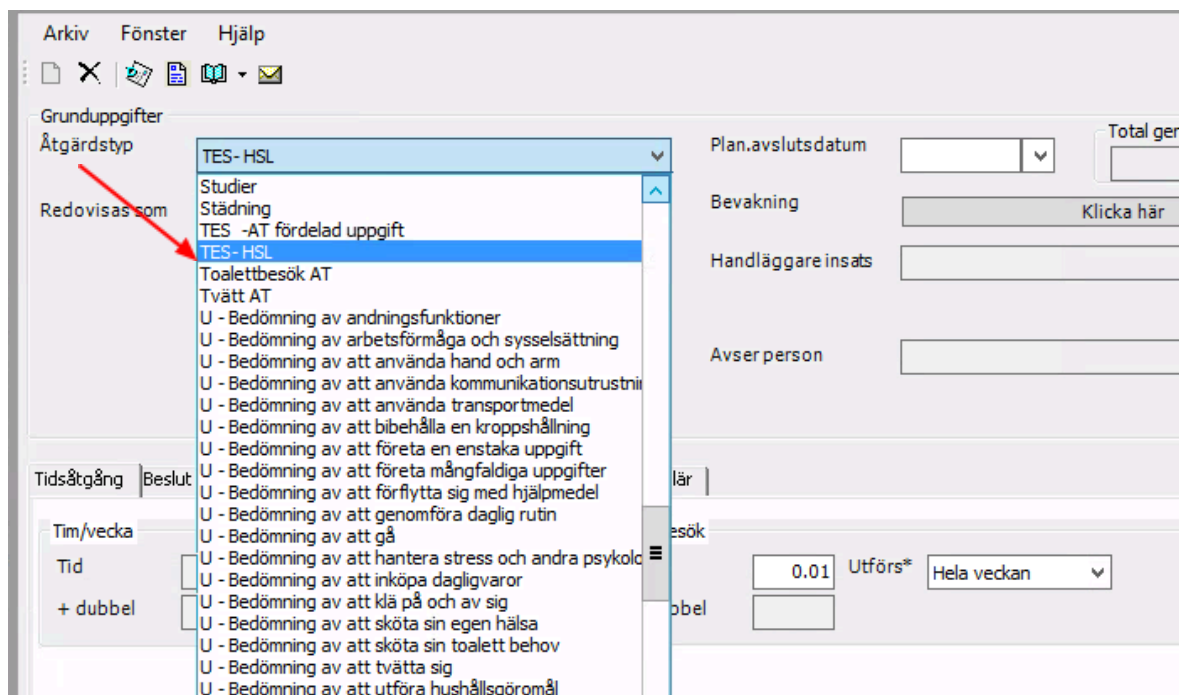 Arkiv Fönster Hjälp
Grunduppgifter
Åtgärdstyp
TES- HSL
Redovisas som
Studier
Städning
TES -AT fördelad uppgift
TES- HSL
Toalettbesök AT
Tvätt AT
U - Bedömning av andningsfunktioner
U - Bedömning av arbetsförmåga och sysselsättning
U - Bedömning av att använda hand och arm
U - Bedömning av att använda kommunikationsutrustni
U - Bedömning av att använda transportmedel
U - Bedömning av att bibehålla en kroppshållning
U - Bedömning av att företa en enstaka uppgift
U - Bedömning av att företa mångfaldiga uppgifter
U - Bedömning av att förflytta sig med hjälpmedel
U - Bedömning av att genomföra daglig rutin
U - Bedömning av att gå
U - Bedömning av att hantera stress och andra psykolo
U - Bedömning av att inköpa dagligvaror
U - Bedömning av att klä på och av sig
U - Bedömning av att sköta sin egen hälsa
U - Bedömning av att sköta sin toalett behov
U - Bedömning av att tvätta sig
U - Bedömning av att utföra hushållsgöromål
Plan.avslutsdatum
Total ger
Bevakning
Klicka här
Handläggare insats
Avser person
Tidsåtgång Beslut lär
Tim/vecka esök
Tid 0.01 Utförs* Hela veckan
+ dubbel bbel